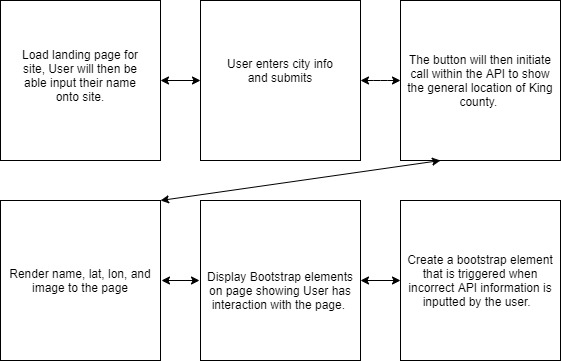 Load landing page for
site, User will then be
able input their name
onto site.
User enters city info
and submits
The button will then initiate
call within the API to show
the general location of King
county.
Render name, lat, lon, and
image to the page
Display Bootstrap elements
on page showing User has
interaction with the page.
Create a bootstrap element
that is triggered when
incorrect API information is
inputted by the user.